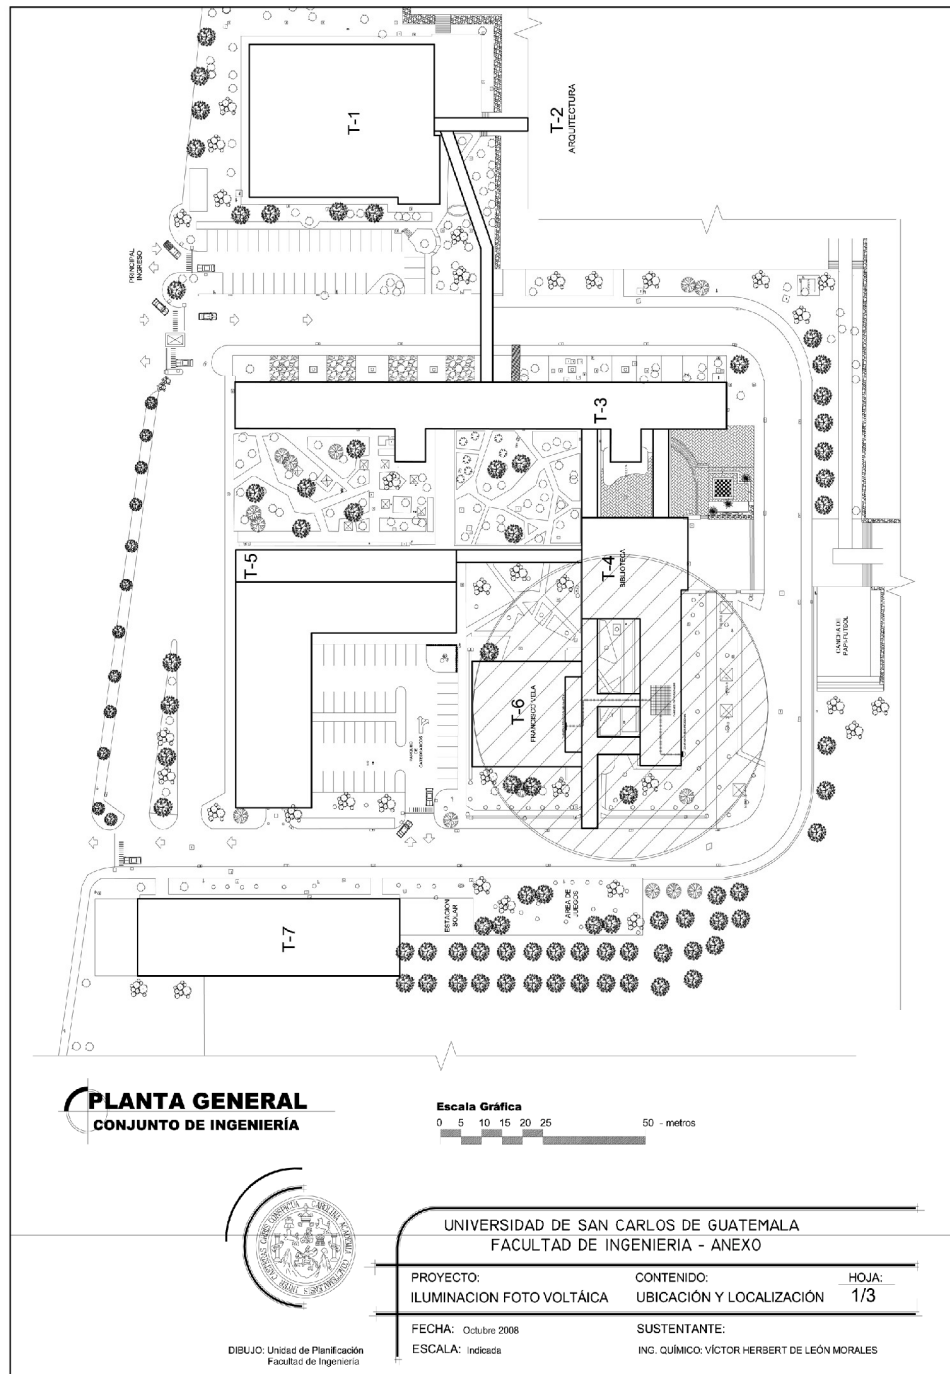 T-1
T-2
ARQUITECTURA
PRINCIPAL
INGRESO
T-3
T-5
T-4
BIBLIOTECA
CANCHA DE
PAPI-FUTBOL
T-6
FRANCISCO VELA
PARQUEO
DE
CATEDRATICOS
T-7
ESTACION
SOLAR
AREA DE
JUEGOS
PLANTA GENERAL
CONJUNTO DE INGENIERÍA
Escala Gráfica
0 5 10 15 20 25 50 - metros
UNIVERSIDAD DE SAN CARLOS DE GUATEMALA
FACULTAD DE INGENIERIA - ANEXO
PROYECTO:
ILUMINACION FOTO VOLTÁICA
CONTENIDO:
UBICACIÓN Y LOCALIZACIÓN
HOJA:
1/3
FECHA: Octubre 2008
ESCALA: Indicada
SUSTENTANTE:
ING. QUÍMICO: VÍCTOR HERBERT DE LEÓN MORALES
DIBUJO: Unidad de Planificación
Facultad de Ingenieria